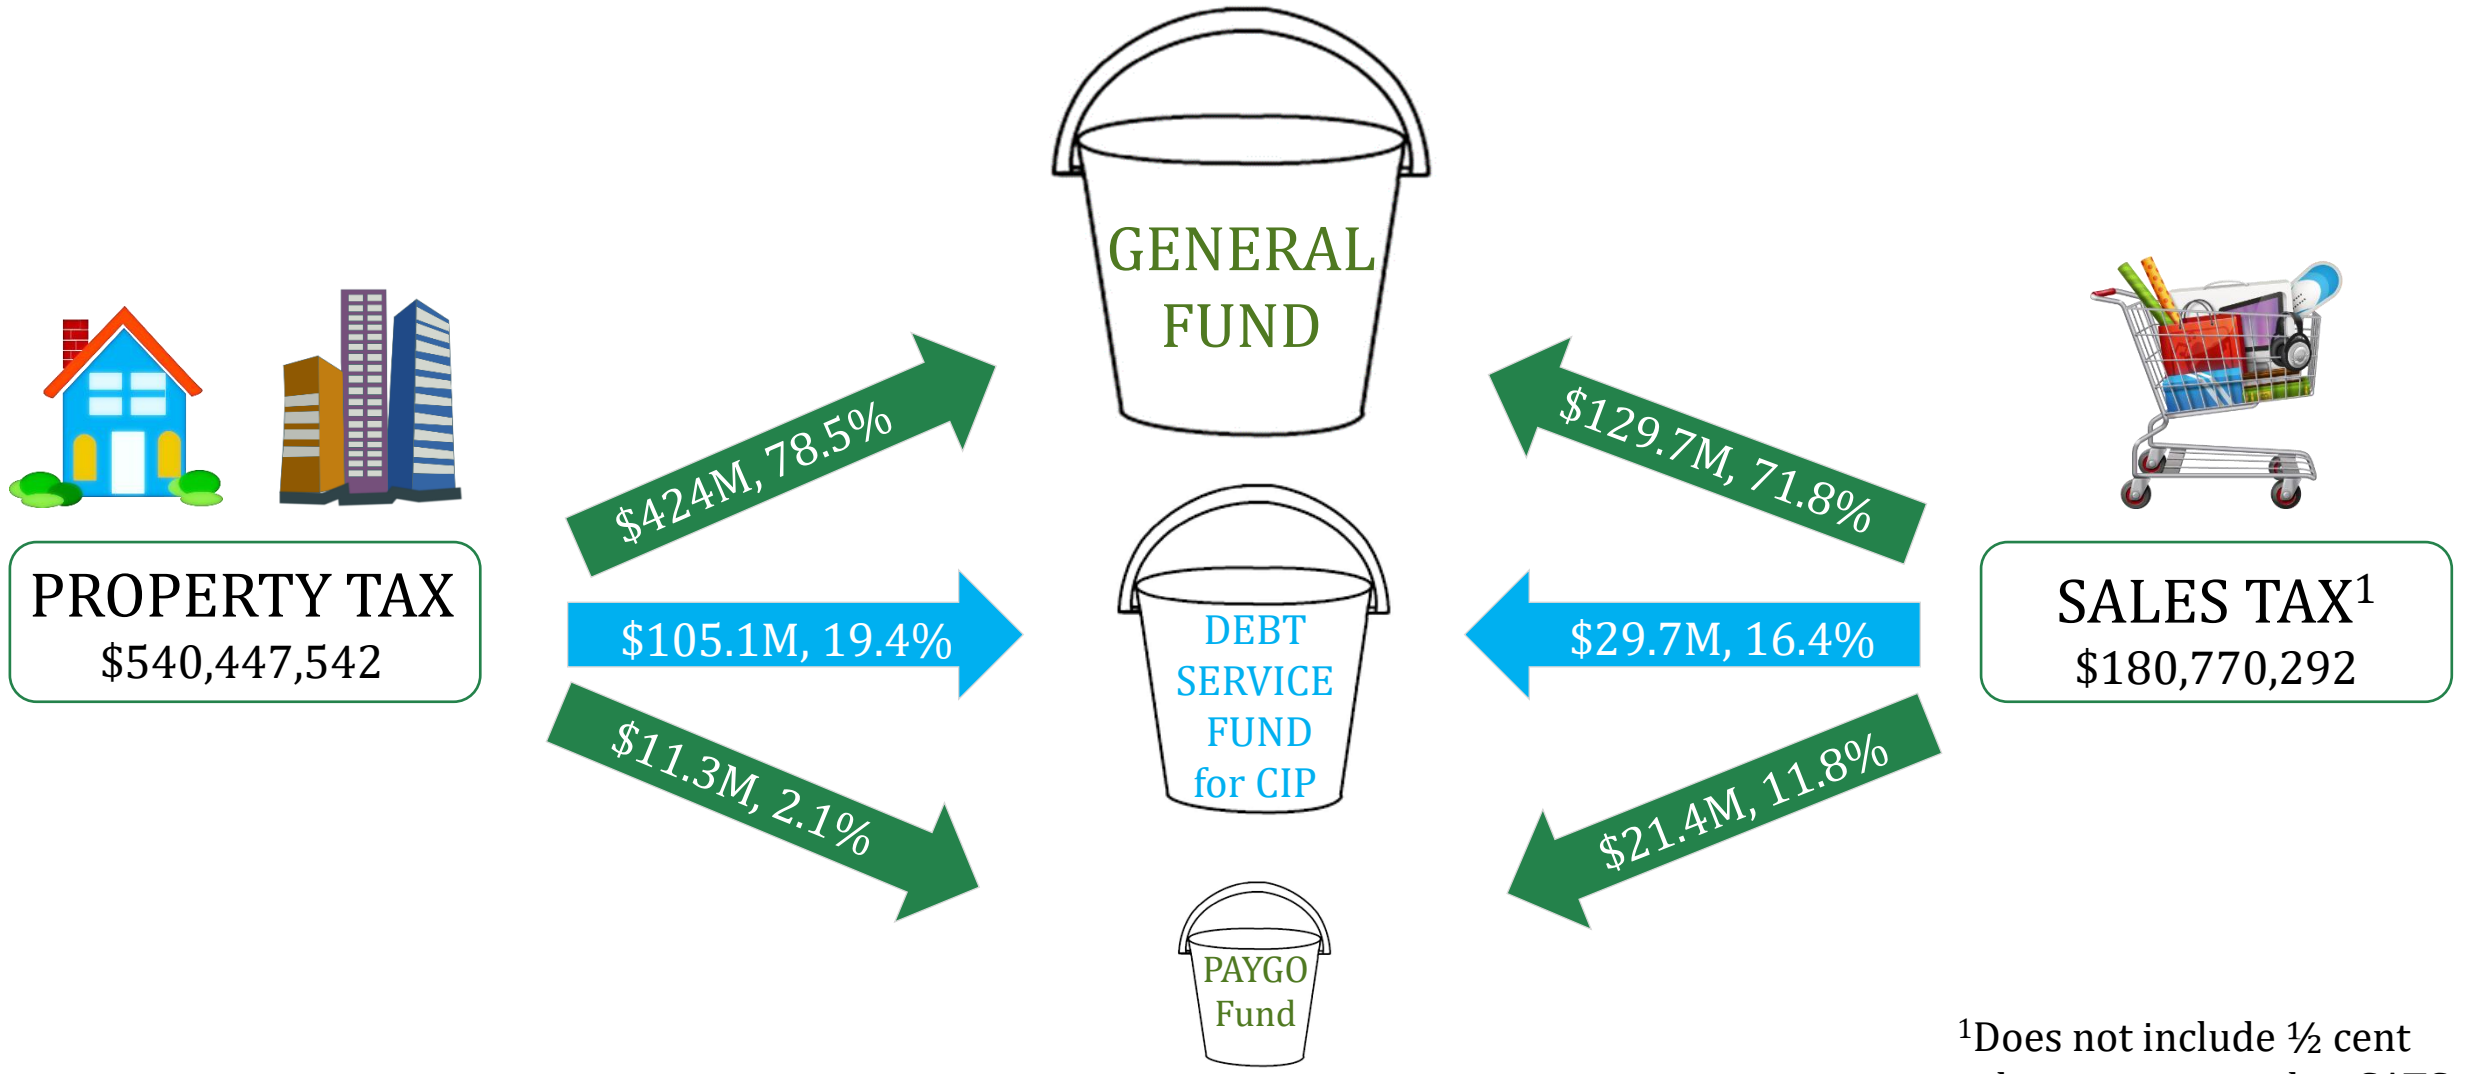 GENERAL
FUND
$424M, 78.5%
$129.7M, 71.8%
PROPERTY TAX
$540,447,542
$105.1M, 19.4%
DEBT
SERVICE
FUND
for CIP
$29.7M, 16.4%
SALES TAX¹
$180,770,292
$11.3M, 2.1%
$21.4M, 11.8%
PAYGO
Fund
¹Does not include ½ cent